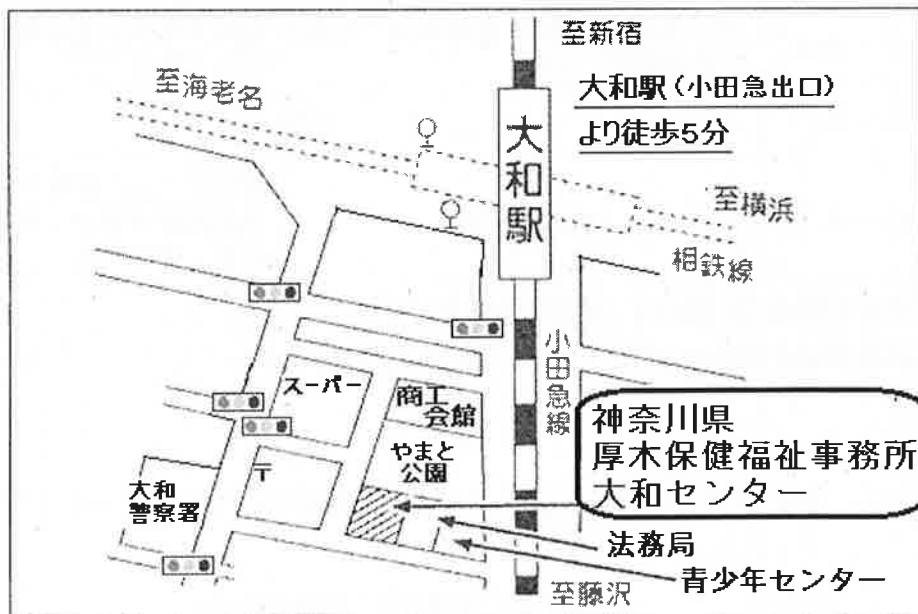 至新宿
大和駅（小田急出口）
より徒歩5分
至海老名
大和駅
至横浜
相鉄線
小田急線
スーパー
商工
会館
やまと
公園
〒
大和
警察署
神奈川県
厚木保健福祉事務所
大和センター
法務局
青少年センター
至藤沢